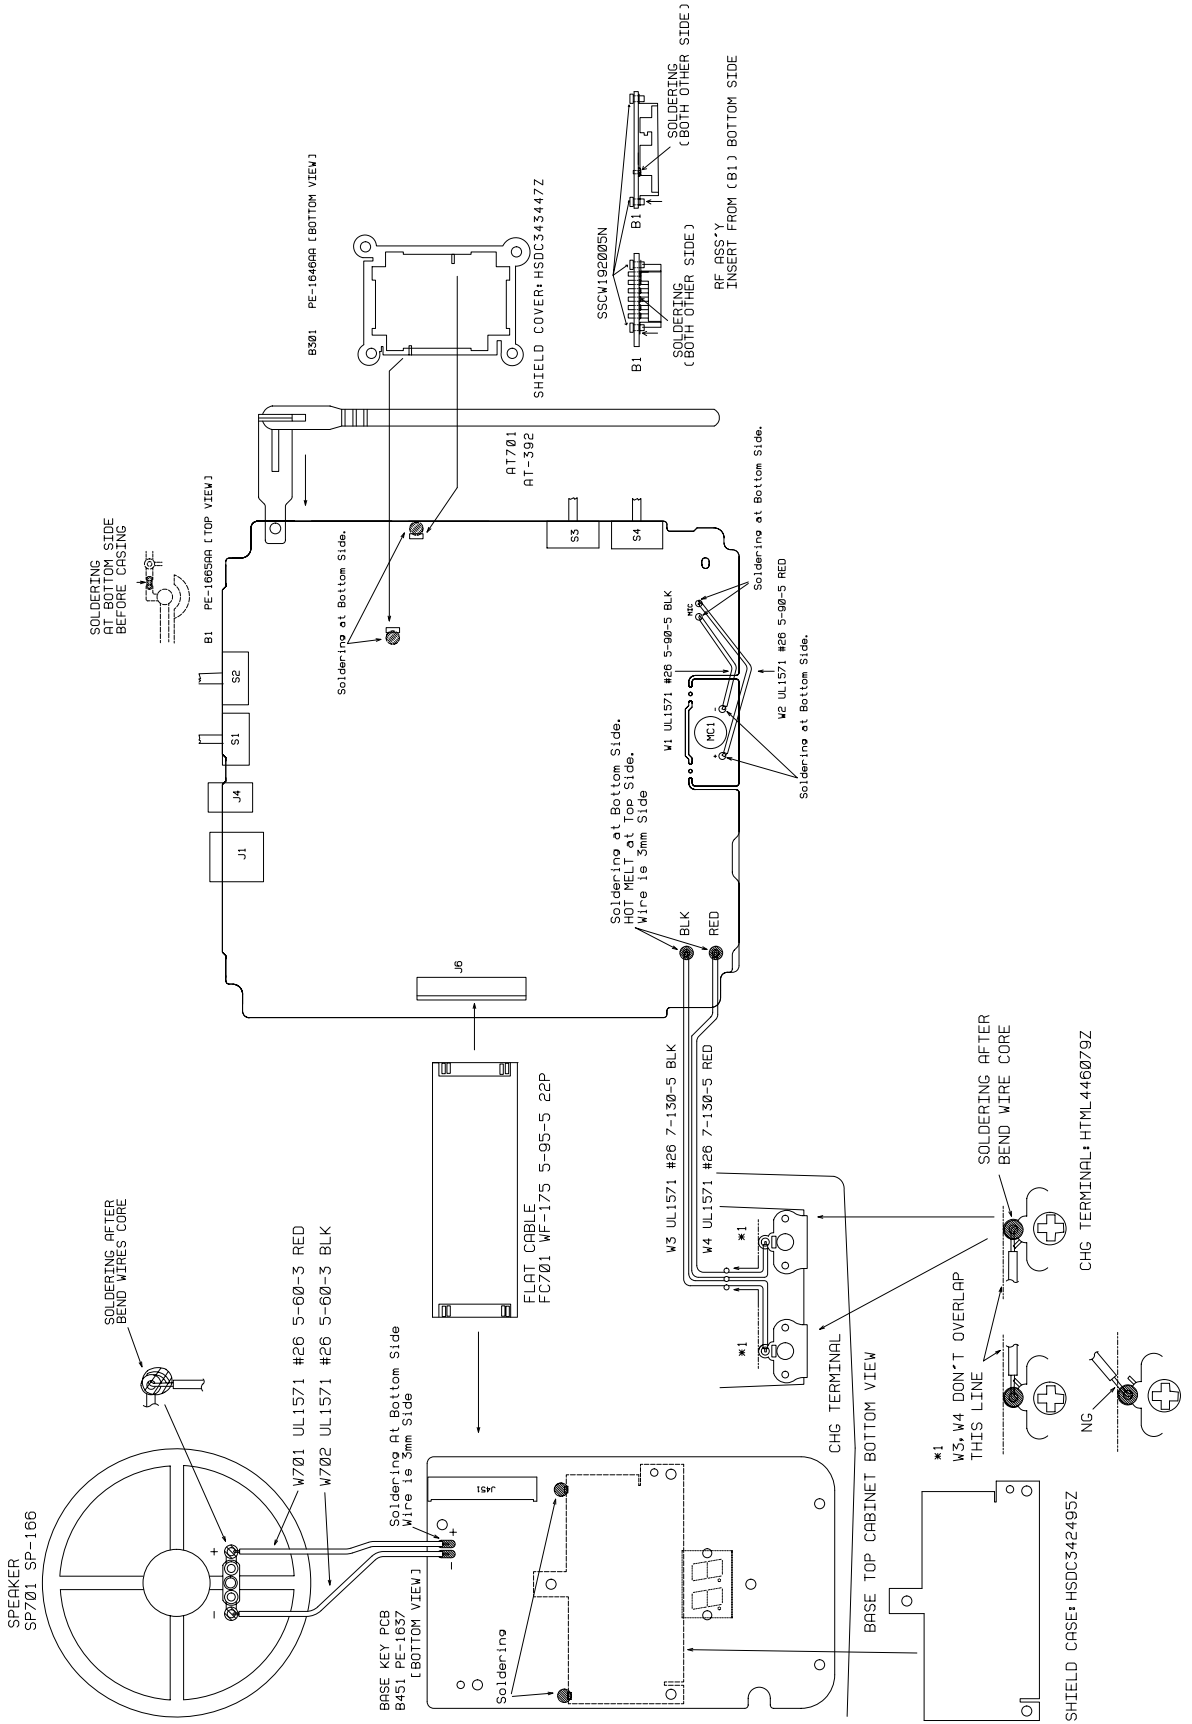 SPEAKER
SP701 SP-166
+
-
SOLDERING AFTER
BEND WIRES CORE
W701 UL1571 #26 5-60-3 RED
W702 UL1571 #26 5-60-3 BLK
Soldering At Bottom Side
Wire is 3mm Side
+
-
BASE KEY PCB
B451 PE-1637
[BOTTOM VIEW]
J451
Soldering
FLAT CABLE
FC701 WF-175 5-95-5 22P
SOLDERING
AT BOTTOM SIDE
BEFORE CASING
B1 PE-1665AA [TOP VIEW]
J1
J4
S1
S2
J6
Soldering at Bottom Side.
S3
S4
AT701
AT-392
B301 PE-1646AA [BOTTOM VIEW]
SHIELD COVER:HSDC343447Z
SSCW192005N
B1
B1
SOLDERING
(BOTH OTHER SIDE)
SOLDERING
(BOTH OTHER SIDE)
RF ASS'Y
INSERT FROM (B1) BOTTOM SIDE
Soldering at Bottom Side.
HOT MELT at Top Side.
Wire is 3mm Side
BLK
RED
W1 UL1571 #26 5-90-5 BLK
MIC
MC1
+
-
W2 UL1571 #26 5-90-5 RED
Soldering at Bottom Side.
Soldering at Bottom Side.
W3 UL1571 #26 7-130-5 BLK
W4 UL1571 #26 7-130-5 RED
*1
*1
CHG TERMINAL
BASE TOP CABINET BOTTOM VIEW
*1
W3,W4 DON'T OVERLAP
THIS LINE
NG
SOLDERING AFTER
BEND WIRE CORE
CHG TERMINAL:HTML446079Z
SHIELD CASE:HSDC342495Z